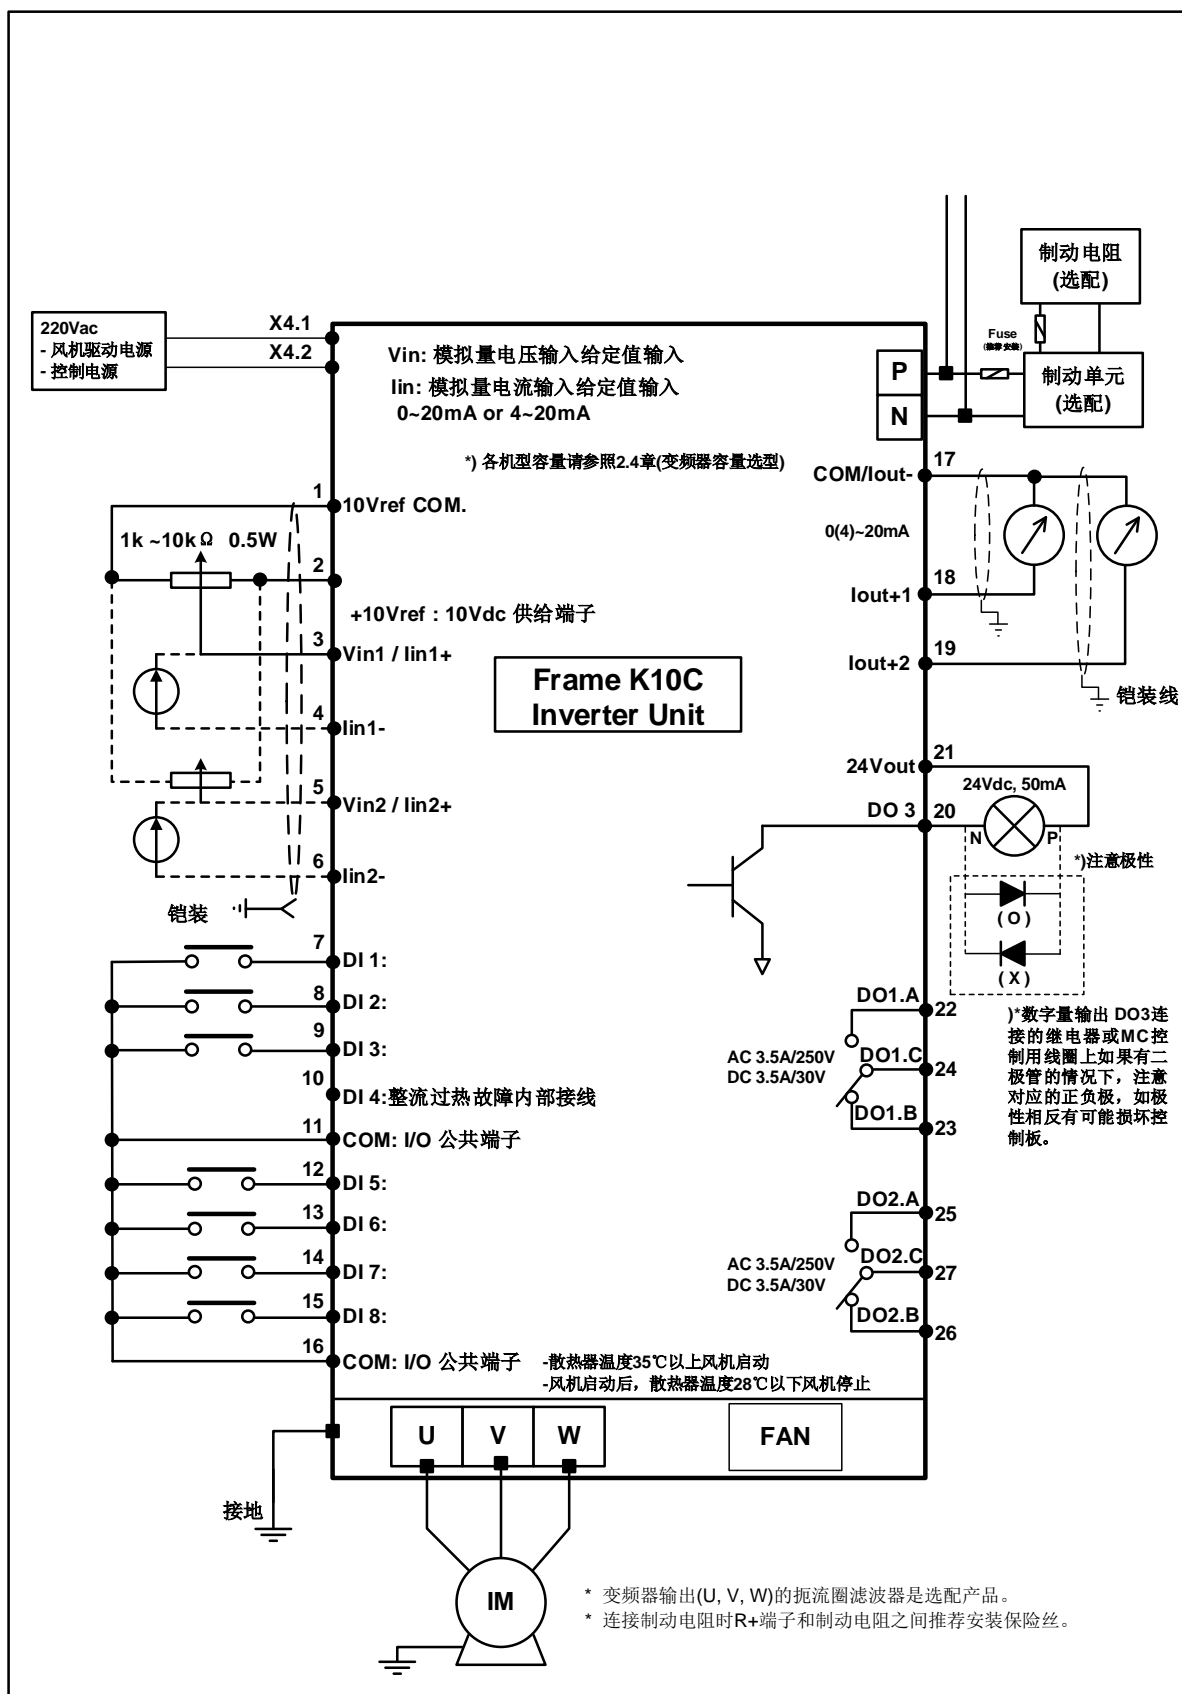 制动电阻
(选配)
Fuse
(推荐安装)
制动单元
(选配)
220Vac
- 风机驱动电源
- 控制电源
X4.1
X4.2
Vin: 模拟量电压输入给定值输入
Iin: 模拟量电流输入给定值输入
0~20mA or 4~20mA
P
N
*) 各机型容量请参照2.4章(变频器容量选型)
1
10Vref COM.
1k ~10kΩ 0.5W
2
+10Vref : 10Vdc 供给端子
3
Vin1 / Iin1+
4
Iin1-
5
Vin2 / Iin2+
6
Iin2-
铠装
Frame K10C
Inverter Unit
COM/Iout-
17
0(4)~20mA
Iout+1
18
Iout+2
19
铠装线
24Vout
21
24Vdc, 50mA
DO 3
20
N
P
*)注意极性
( O )
( X )
)*数字量输出 DO3连
接的继电器或MC控
制用线圈上如果有二
极管的情况下，注意
对应的正负极，如极
性相反有可能损坏控
制板。
7
DI 1:
8
DI 2:
9
DI 3:
10
DI 4:整流过热故障内部接线
11
COM: I/O 公共端子
12
DI 5:
13
DI 6:
14
DI 7:
15
DI 8:
16
COM: I/O 公共端子
DO1.A
22
AC 3.5A/250V
DC 3.5A/30V
DO1.C
24
DO1.B
23
DO2.A
25
AC 3.5A/250V
DC 3.5A/30V
DO2.C
27
DO2.B
26
-散热器温度35℃以上风机启动
-风机启动后，散热器温度28℃以下风机停止
U
V
W
FAN
接地
IM
* 变频器输出(U, V, W)的扼流圈滤波器是选配产品。
* 连接制动电阻时R+端子和制动电阻之间推荐安装保险丝。